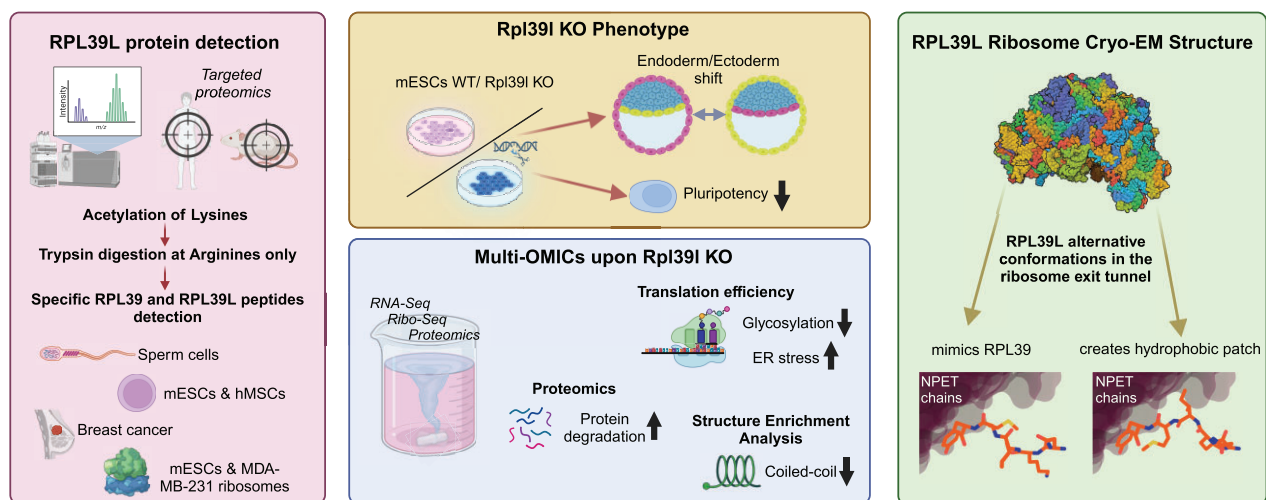 RPL39L protein detection
Intensity
m/z
Targeted
proteomics
Acetylation of Lysines
Trypsin digestion at Arginines only
Specific RPL39 and RPL39L peptides
detection
Sperm cells
mESCs & hMSCs
Breast cancer
mESCs & MDA-
MB-231 ribosomes
Rpl39l KO Phenotype
mESCs WT/ Rpl39l KO
Endoderm/Ectoderm
shift
Pluripotency
Multi-OMICs upon Rpl39l KO
RNA-Seq
Ribo-Seq
Proteomics
Translation efficiency
Glycosylation
ER stress
Proteomics
Protein
degradation
Structure Enrichment
Analysis
Coiled-coil
RPL39L Ribosome Cryo-EM Structure
RPL39L alternative
conformations in the
ribosome exit tunnel
mimics RPL39
creates hydrophobic patch
NPET
chains
NPET
chains